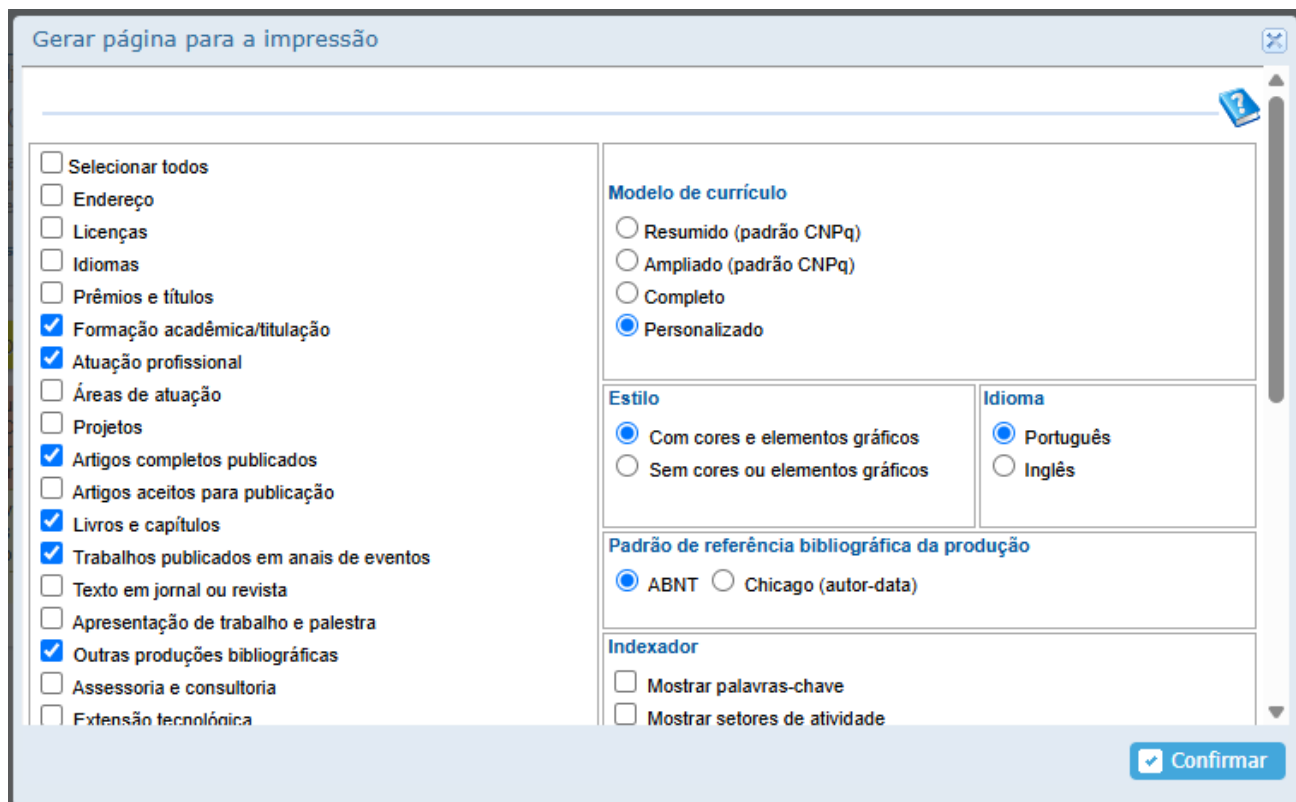 Gerar página para a impressão
Selecionar todos
Endereço
Licenças
Idiomas
Prêmios e títulos
Formação acadêmica/titulação
Atuação profissional
Áreas de atuação
Projetos
Artigos completos publicados
Artigos aceitos para publicação
Livros e capítulos
Trabalhos publicados em anais de eventos
Texto em jornal ou revista
Apresentação de trabalho e palestra
Outras produções bibliográficas
Assessoria e consultoria
Extensão tecnológica
Modelo de currículo
Resumido (padrão CNPq)
Ampliado (padrão CNPq)
Completo
Personalizado
Estilo
Com cores e elementos gráficos
Sem cores ou elementos gráficos
Idioma
Português
Inglês
Padrão de referência bibliográfica da produção
ABNT Chicago (autor-data)
Indexador
Mostrar palavras-chave
Mostrar setores de atividade
Confirmar